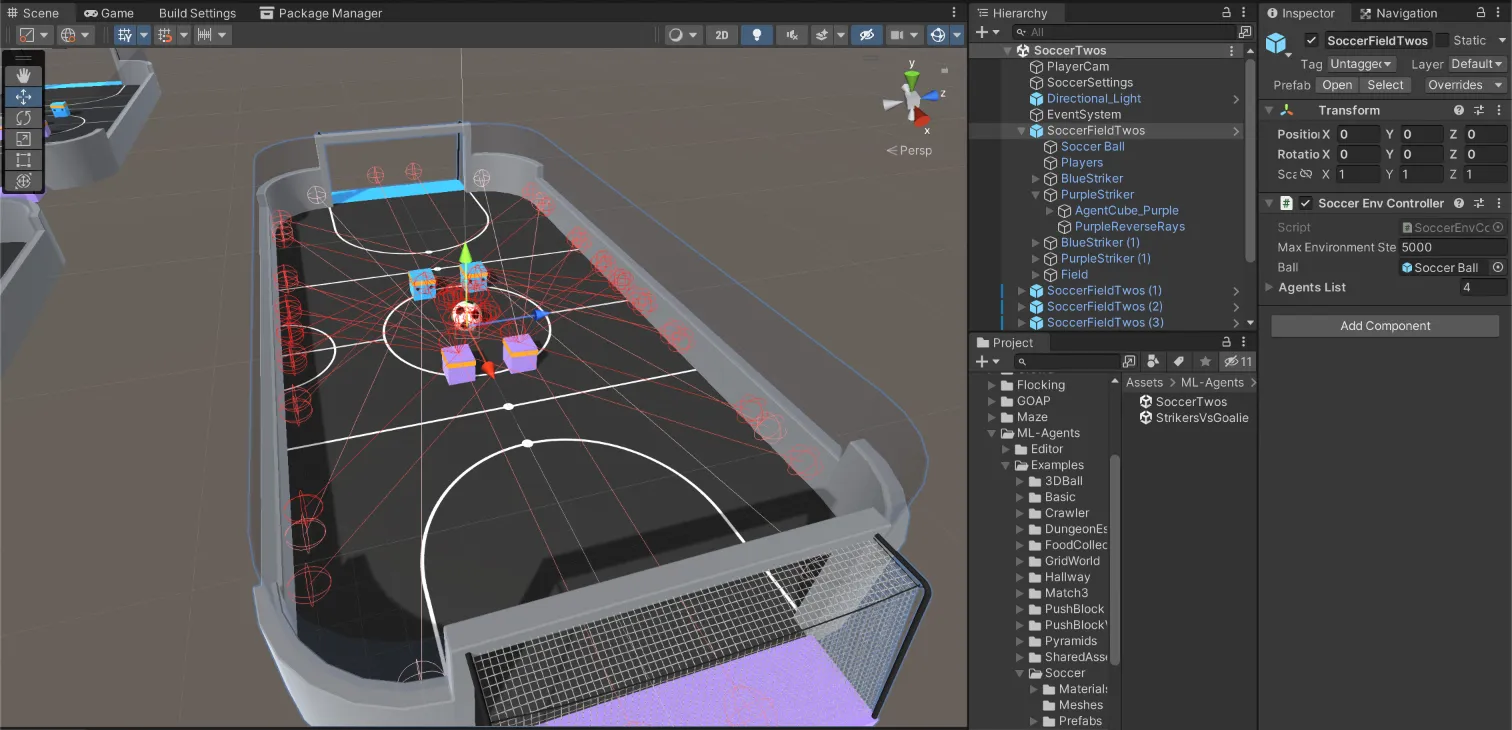 Scene Game Build Settings Package Manager
2D
y
z
x
Persp
Hierarchy
All
SoccerTwos
PlayerCam
SoccerSettings
Directional_Light
EventSystem
SoccerFieldTwos
Soccer Ball
Players
BlueStriker
PurpleStriker
AgentCube_Purple
PurpleReverseRays
BlueStriker (1)
PurpleStriker (1)
Field
SoccerFieldTwos (1)
SoccerFieldTwos (2)
SoccerFieldTwos (3)
Project
11
Flocking
GOAP
Maze
ML-Agents
Editor
Examples
3DBall
Basic
Crawler
DungeonEs
FoodCollec
GridWorld
Hallway
Match3
PushBlock
PushBlockV
Pyramids
SharedAsse
Soccer
Materials
Meshes
Prefabs
Assets > ML-Agents >
SoccerTwos
StrikersVsGoalie
Inspector Navigation
SoccerFieldTwos Static
Tag Untagged Layer Default
Prefab Open Select Overrides
Transform
Positio X 0 Y 0 Z 0
Rotatio X 0 Y 0 Z 0
Sca X 1 Y 1 Z 1
# Soccer Env Controller
Script SoccerEnvCo
Max Environment Ste 5000
Ball Soccer Ball
Agents List 4
Add Component